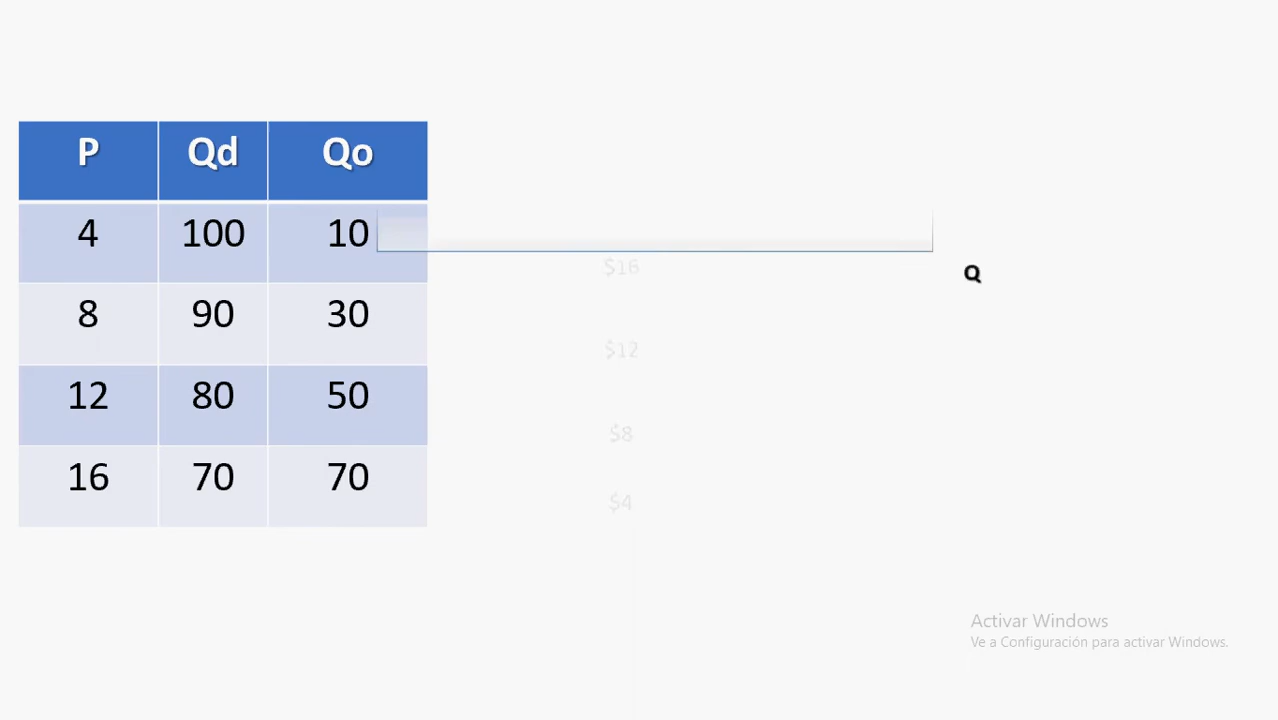 P Qd Qo
4 100 10
8 90 30
12 80 50
16 70 70
$16
$12
$8
$4
Q
Activar Windows
Ve a Configuración para activar Windows.